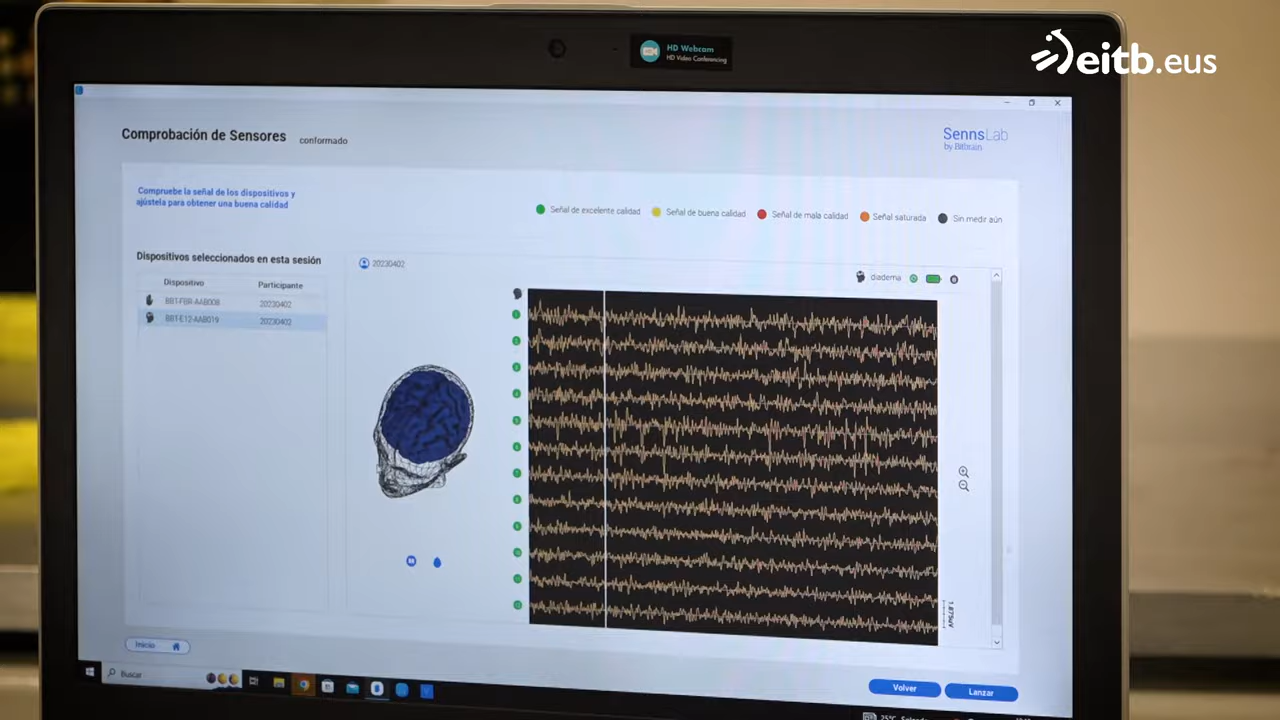 HD Webcam
HD Video Conferencing
eitb.eus
Comprobación de Sensores
conformado
SennsLab
by Bitbrain
Compruebe la señal de los dispositivos y
ajústela para obtener una buena calidad
Señal de excelente calidad
Señal de buena calidad
Señal de mala calidad
Señal saturada
Sin medir aún
Dispositivos seleccionados en esta sesión
20230402
diadema
Dispositivo
Participante
BBT-FBR-AAB008
20230402
BBT-E12-AAB019
20230402
Inicio
Buscar
Volver
Lanzar
25°C